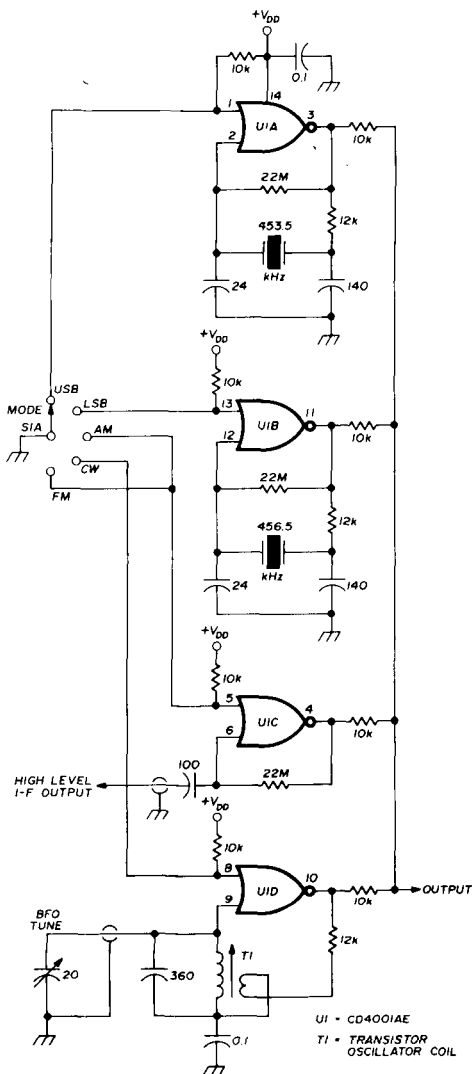 +VDD
10k
0.1
14
1
U1A
3
2
10k
22M
12k
453.5
kHz
24
140
+VDD
10k
USB
MODE
S1A
LSB
AM
CW
FM
13
U1B
11
12
10k
22M
12k
456.5
kHz
24
140
+VDD
10k
5
U1C
4
6
10k
100
22M
HIGH LEVEL
I-F OUTPUT
+VDD
10k
8
U1D
10
9
10k
OUTPUT
BFO
TUNE
20
360
T1
12k
0.1
U1 = CD4001AE
T1 = TRANSISTOR
OSCILLATOR COIL